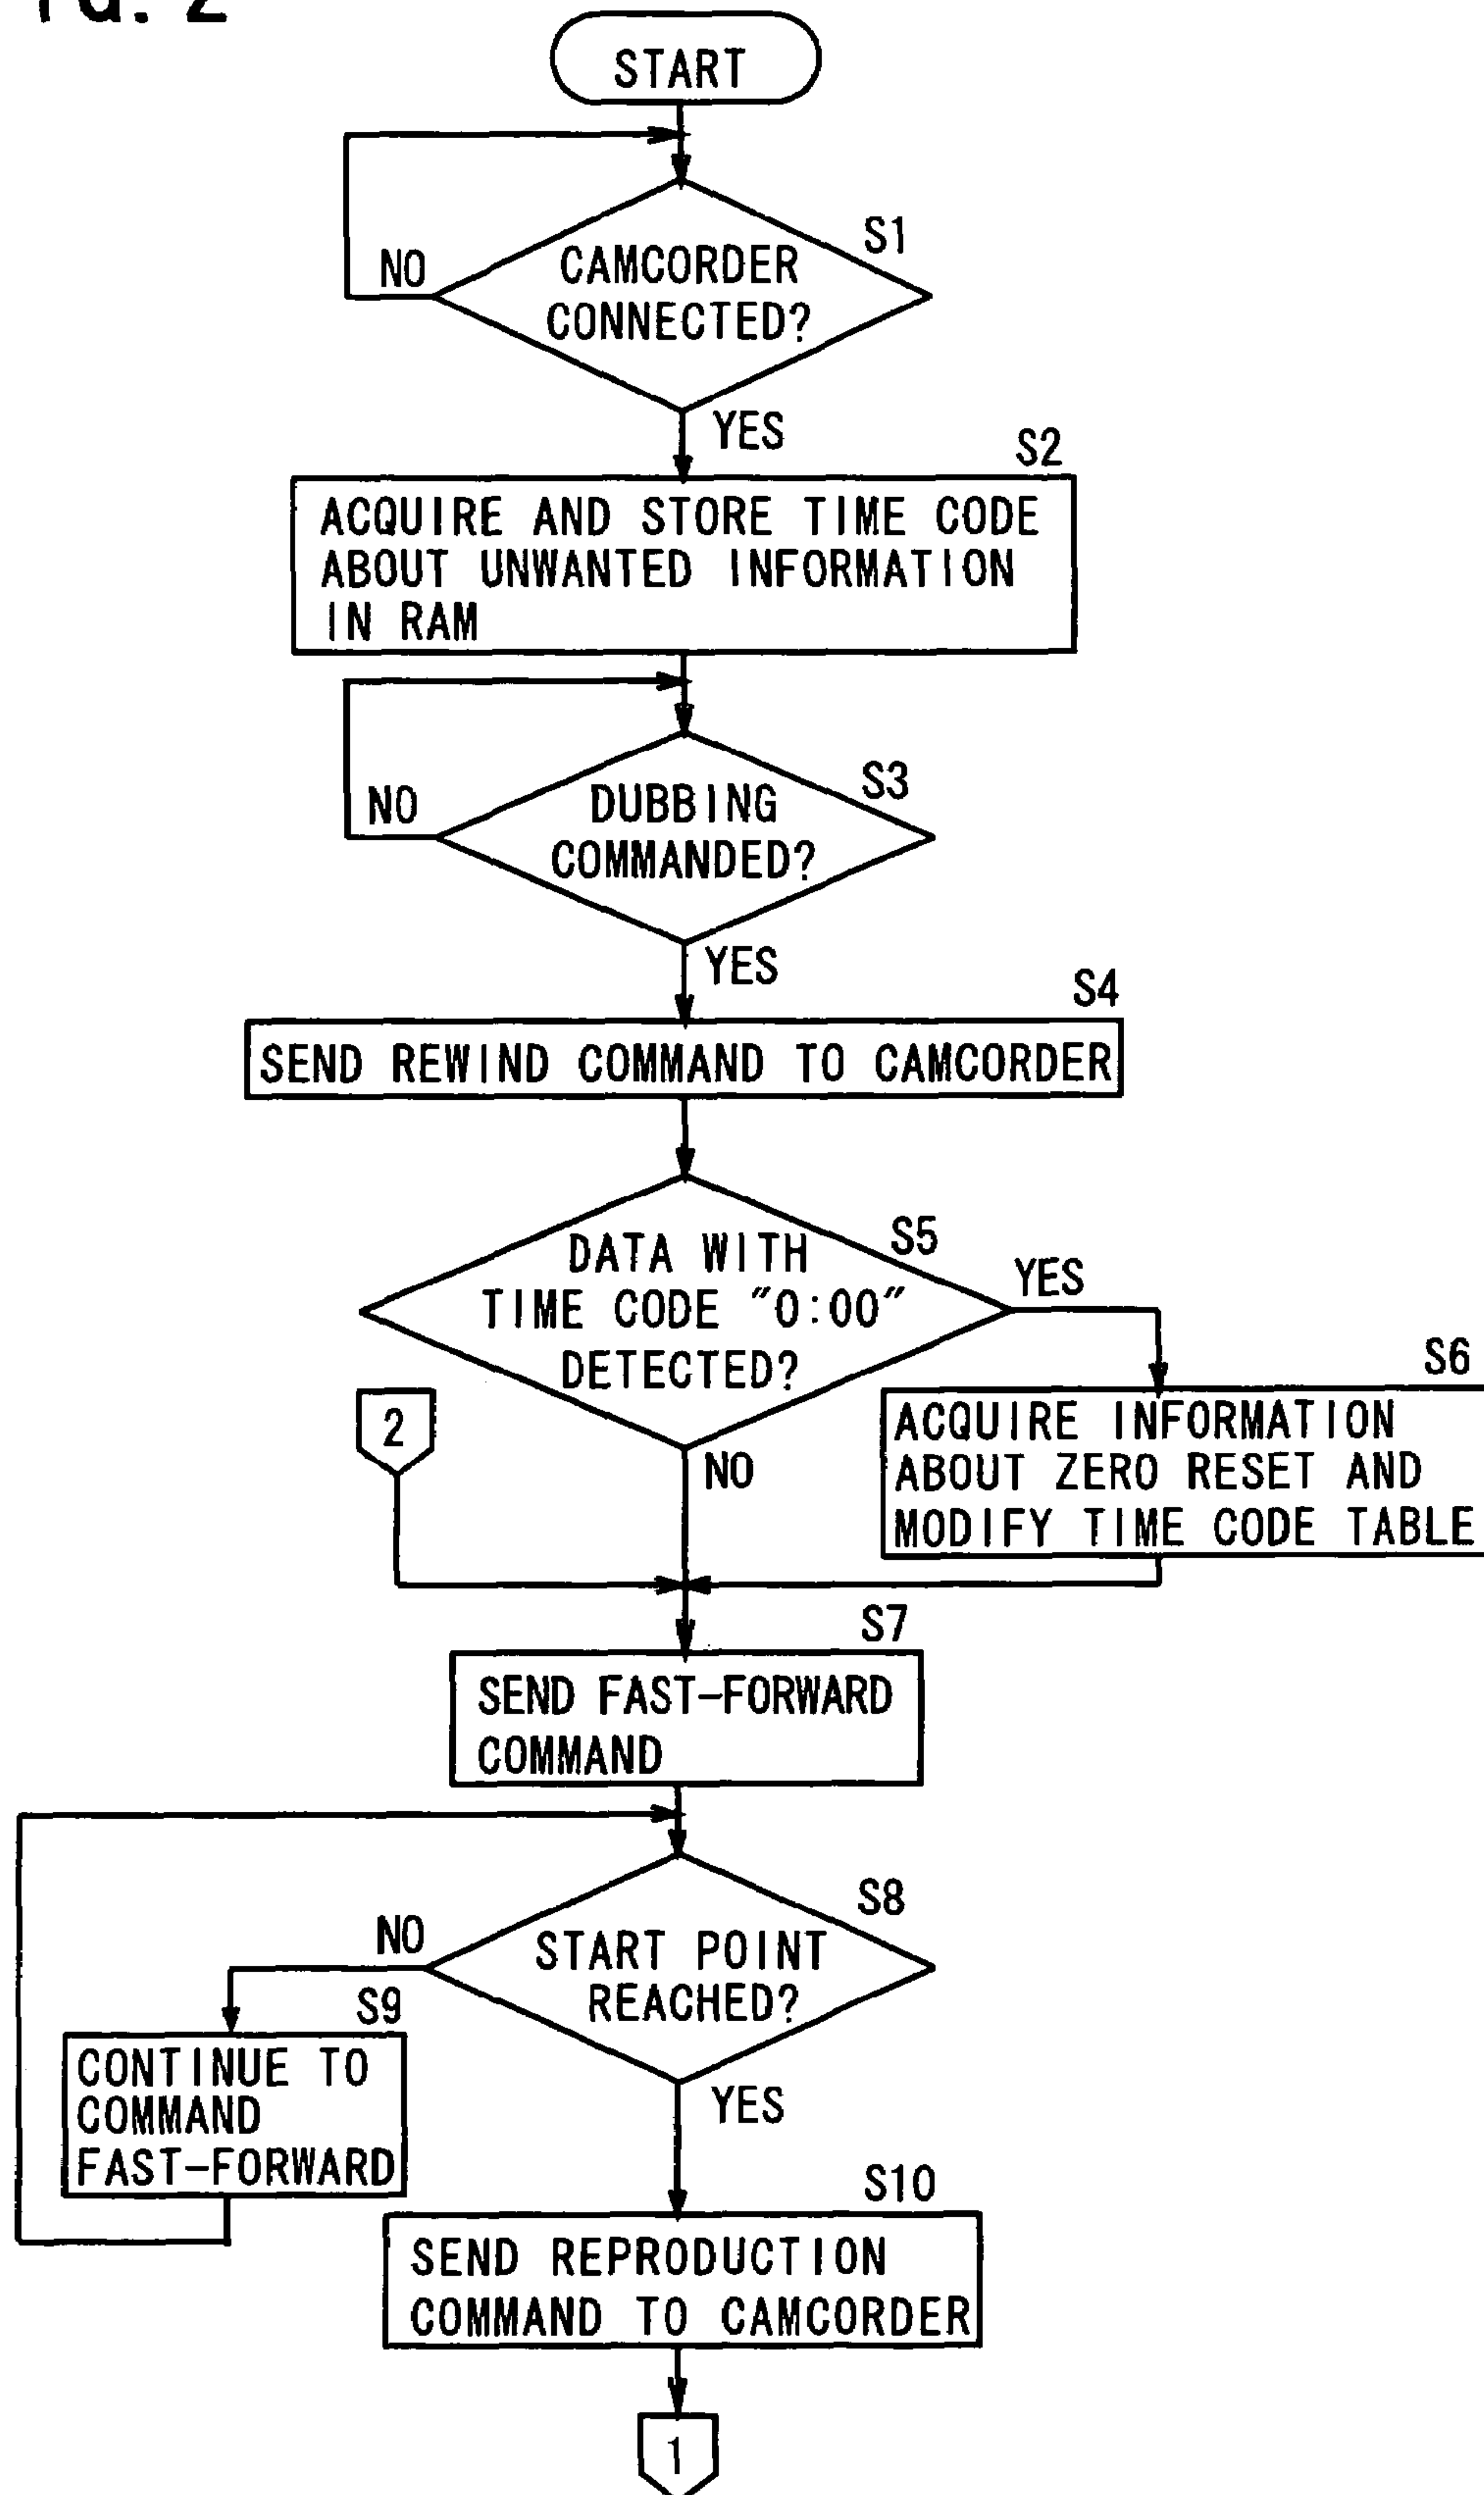 FIG. 2
START
S1
CAMCORDER
CONNECTED?
NO
YES
S2
ACQUIRE AND STORE TIME CODE
ABOUT UNWANTED INFORMATION
IN RAM
S3
DUBBING
COMMANDED?
NO
YES
S4
SEND REWIND COMMAND TO CAMCORDER
S5
DATA WITH
TIME CODE "0:00"
DETECTED?
YES
NO
S6
ACQUIRE INFORMATION
ABOUT ZERO RESET AND
MODIFY TIME CODE TABLE
2
S7
SEND FAST-FORWARD
COMMAND
S8
START POINT
REACHED?
NO
YES
S9
CONTINUE TO
COMMAND
FAST-FORWARD
S10
SEND REPRODUCTION
COMMAND TO CAMCORDER
1